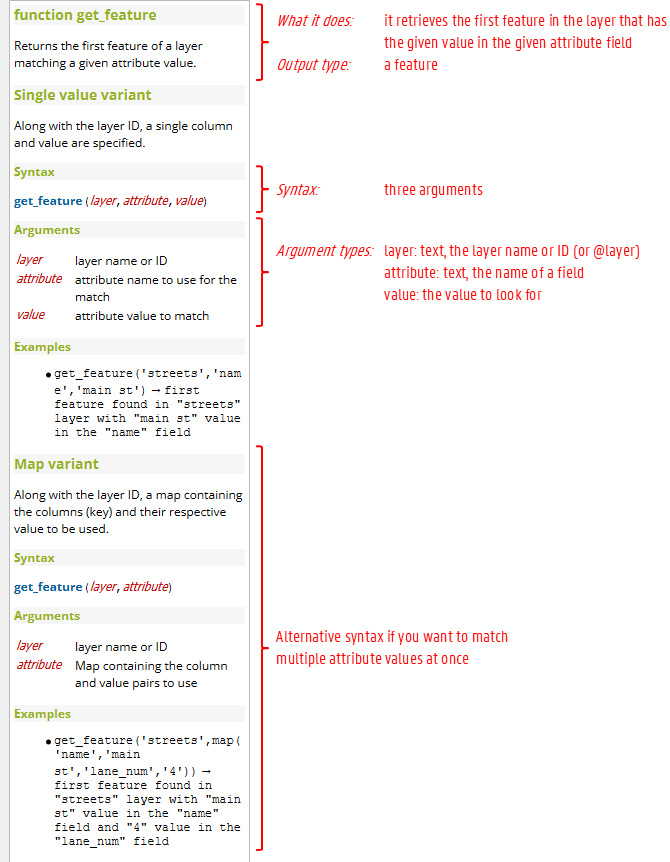 function get_feature
Returns the first feature of a layer
matching a given attribute value.
What it does: it retrieves the first feature in the layer that has
the given value in the given attribute field
Output type: a feature
Single value variant
Along with the layer ID, a single column
and value are specified.
Syntax
get_feature (layer, attribute, value)
Syntax: three arguments
Arguments
layer layer name or ID
attribute attribute name to use for the
match
value attribute value to match
Argument types: layer: text, the layer name or ID (or @layer)
attribute: text, the name of a field
value: the value to look for
Examples
● get_feature('streets','nam
e','main st') → first
feature found in "streets"
layer with "main st" value
in the "name" field
Map variant
Along with the layer ID, a map containing
the columns (key) and their respective
value to be used.
Syntax
get_feature (layer, attribute)
Arguments
layer layer name or ID
attribute Map containing the column
and value pairs to use
Alternative syntax if you want to match
multiple attribute values at once
Examples
● get_feature('streets',map(
'name','main
st','lane_num','4')) →
first feature found in
"streets" layer with "main
st" value in the "name"
field and "4" value in the
"lane_num" field